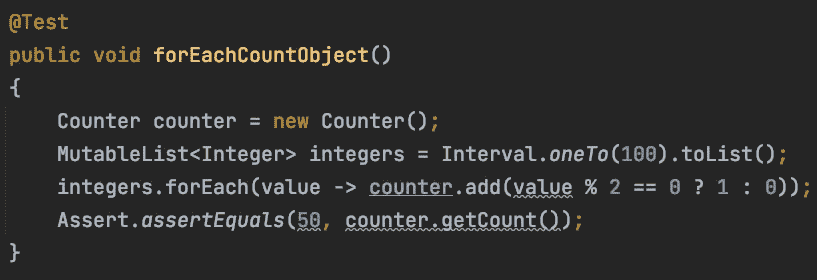 @Test
public void forEachCountObject()
{
    Counter counter = new Counter();
    MutableList<Integer> integers = Interval.oneTo(100).toList();
    integers.forEach(value -> counter.add(value % 2 == 0 ? 1 : 0));
    Assert.assertEquals(50, counter.getCount());
}